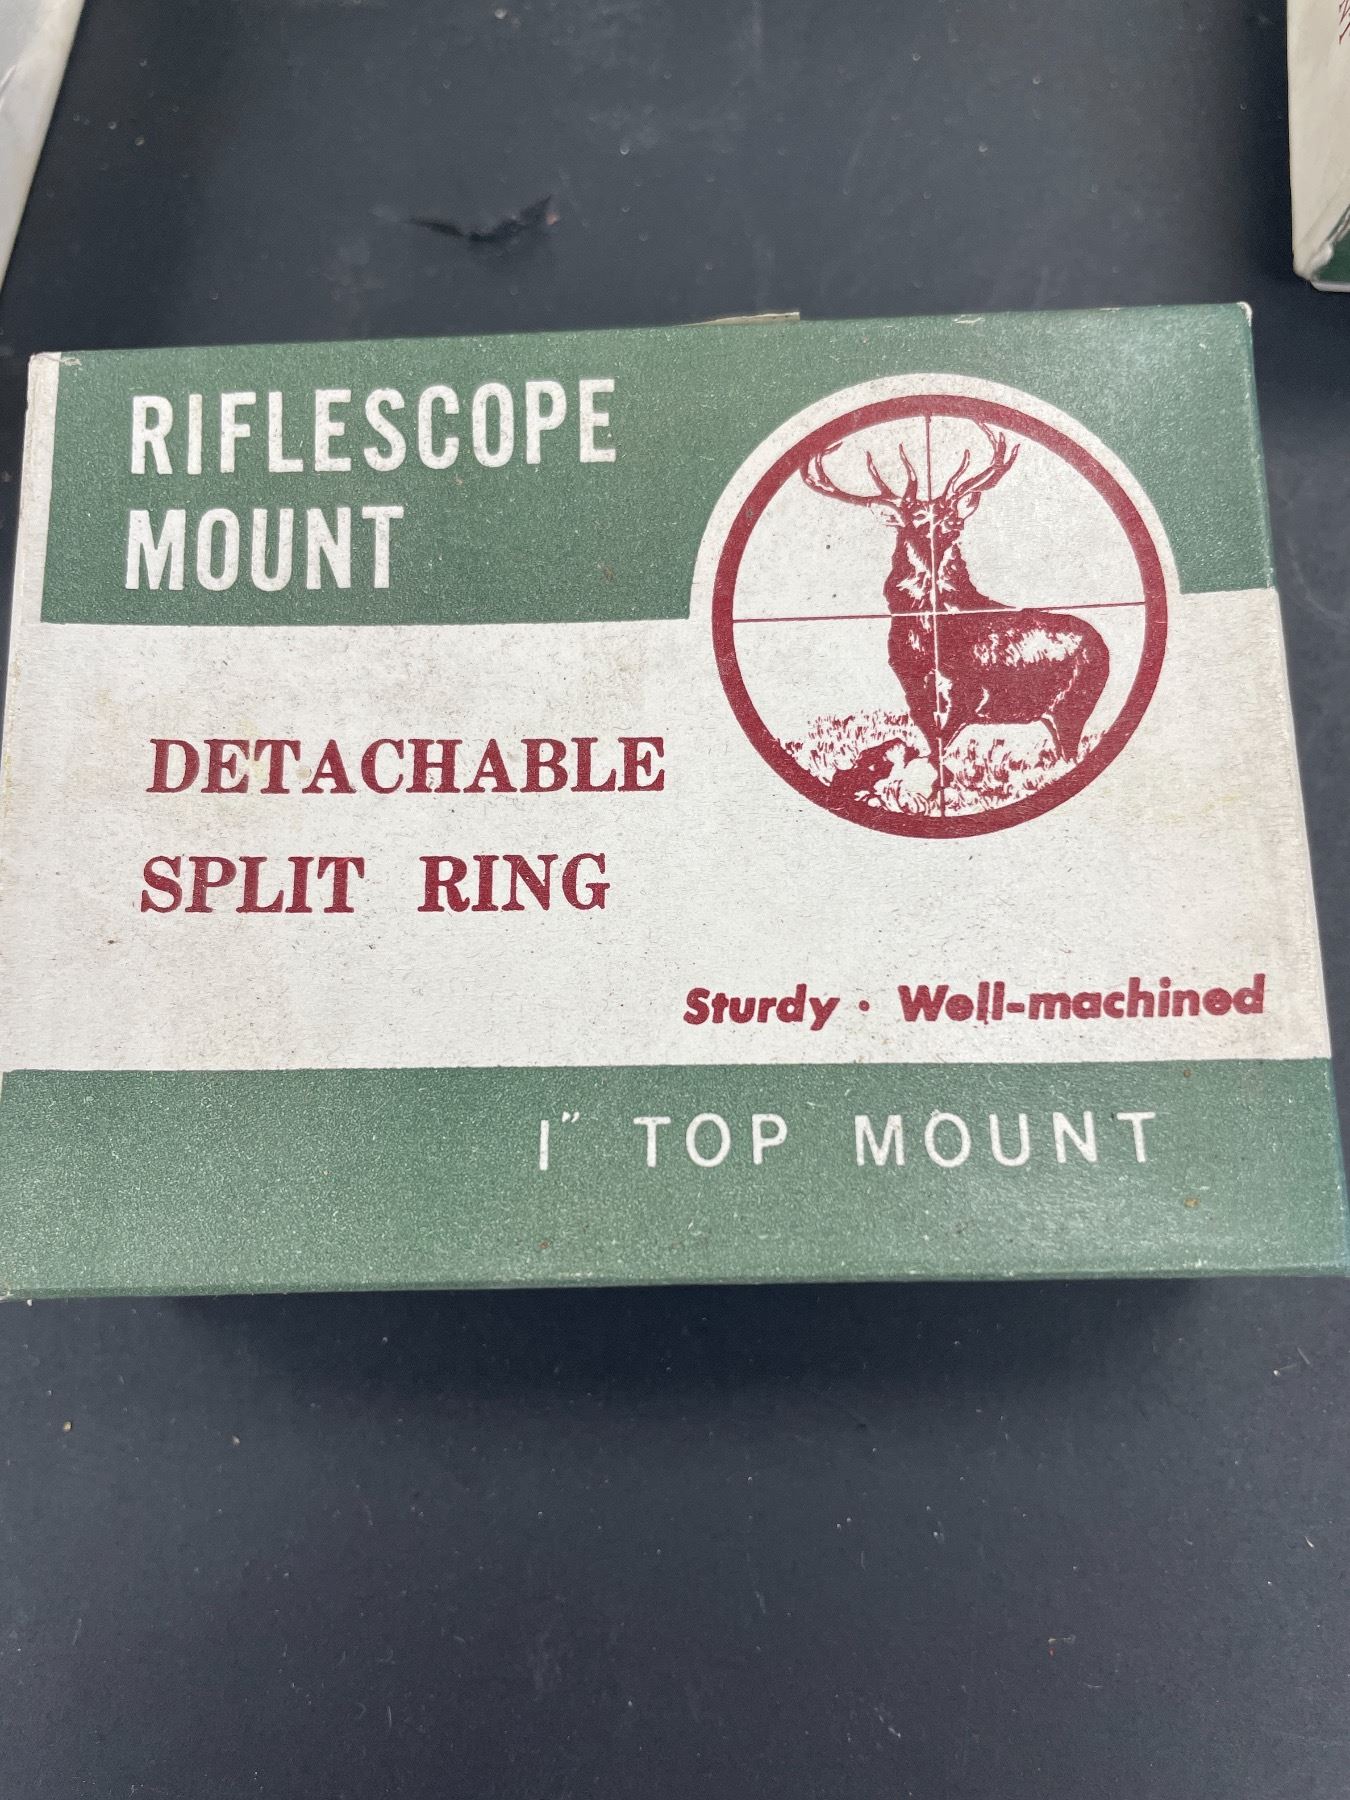 RIFLESCOPE
MOUNT
DETACHABLE
SPLIT RING
Sturdy · Well-machined
1" TOP MOUNT